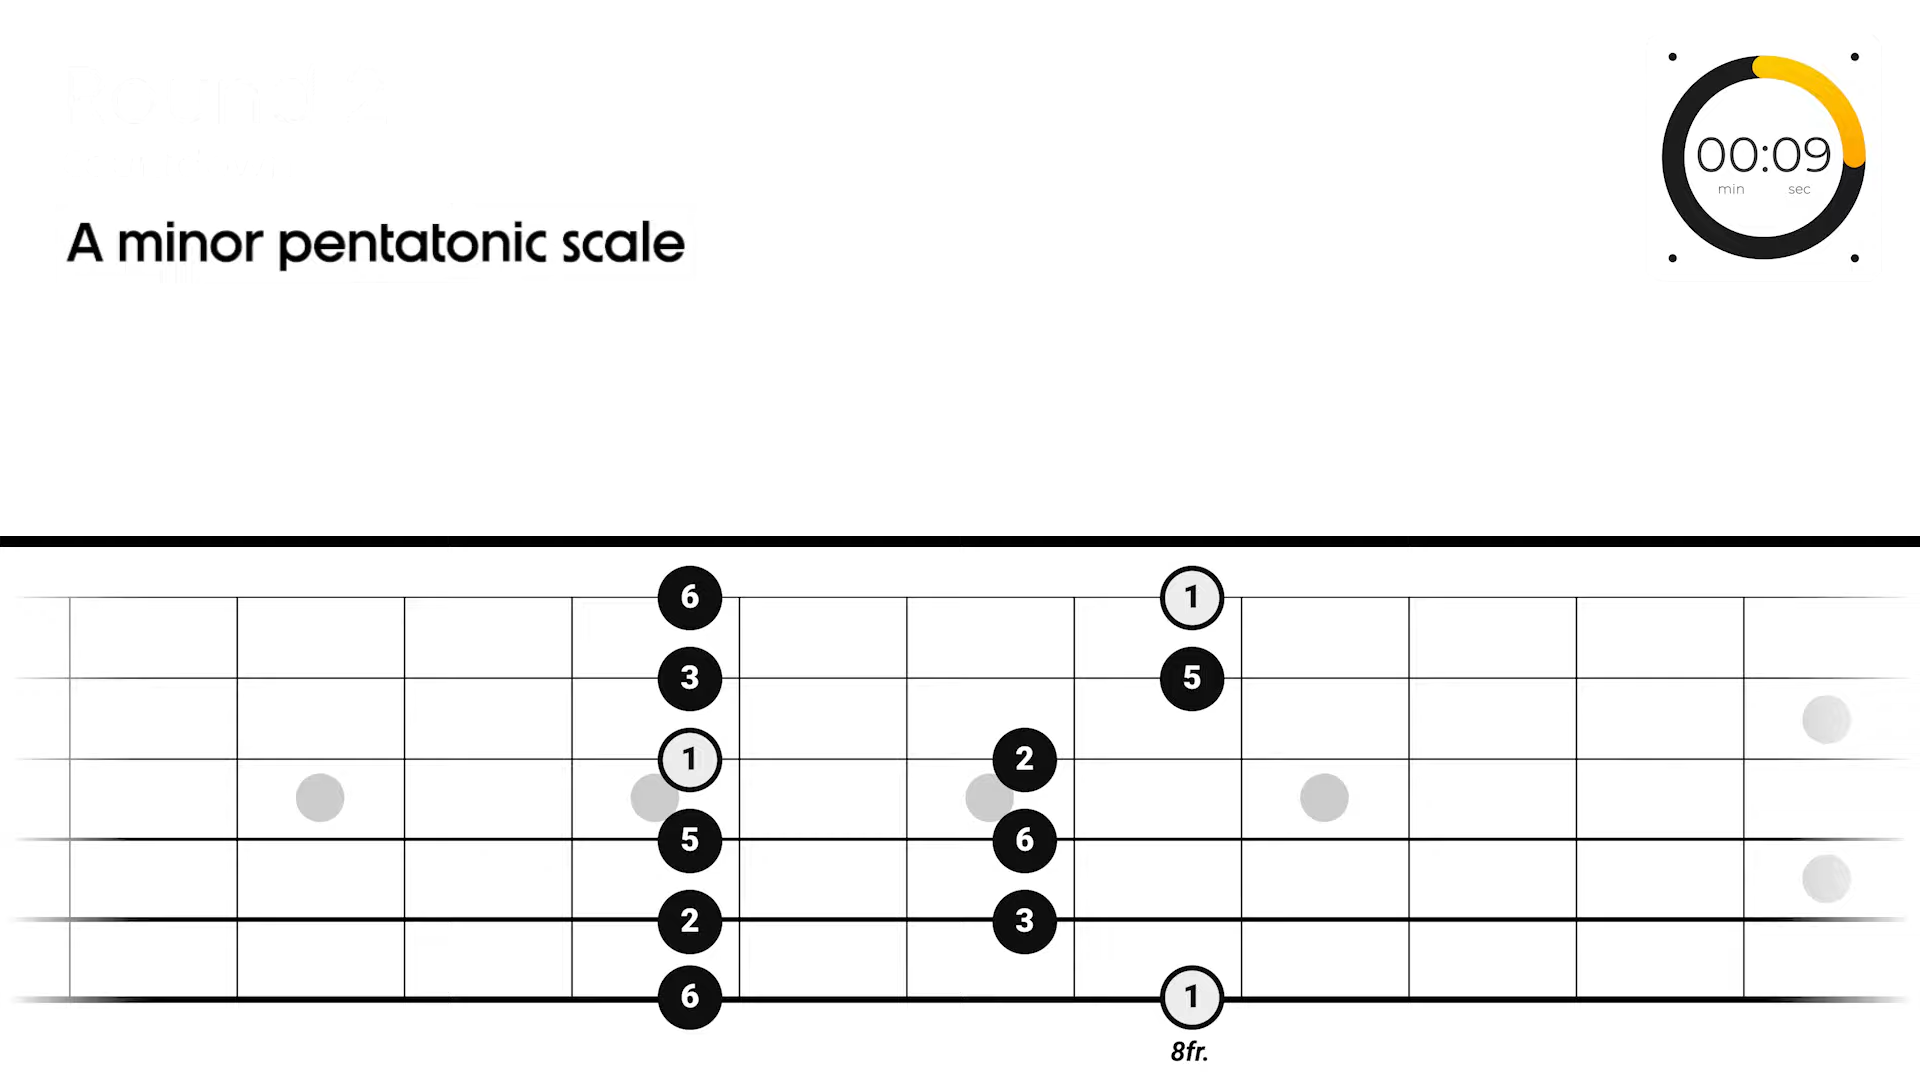 00:09
min sec
A minor pentatonic scale
6 1
3 5
1 2
5 6
2 3
6 1
8fr.